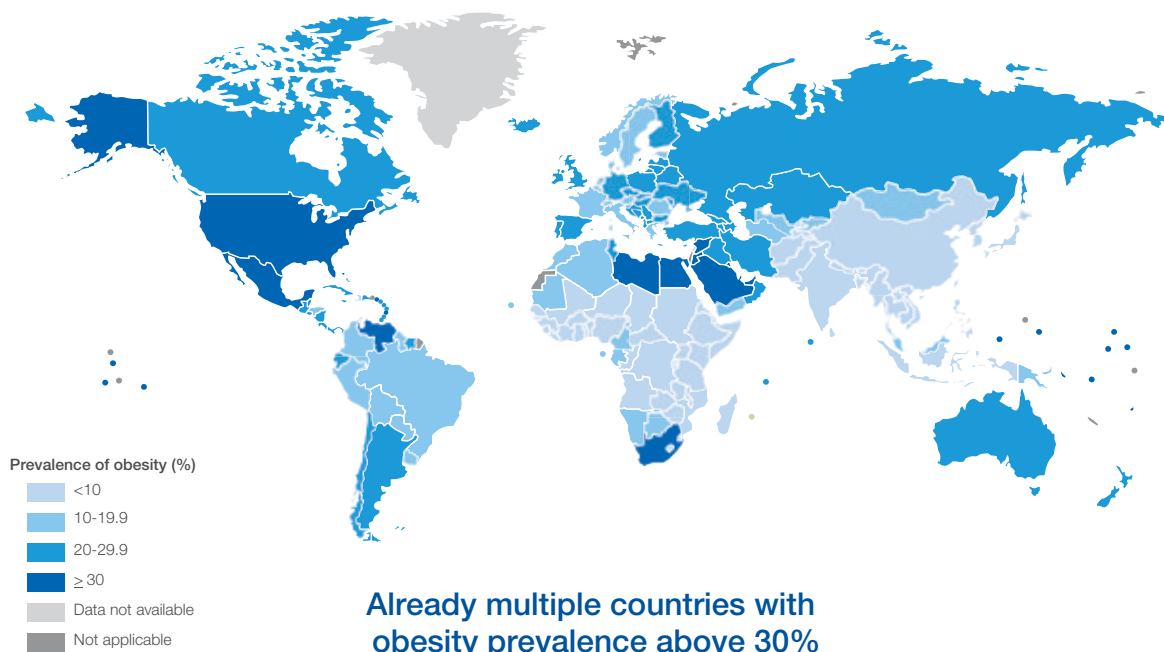 Prevalence of obesity (%)
<10
10-19.9
20-29.9
≥ 30
Data not available
Not applicable
Already multiple countries with
obesity prevalence above 30%